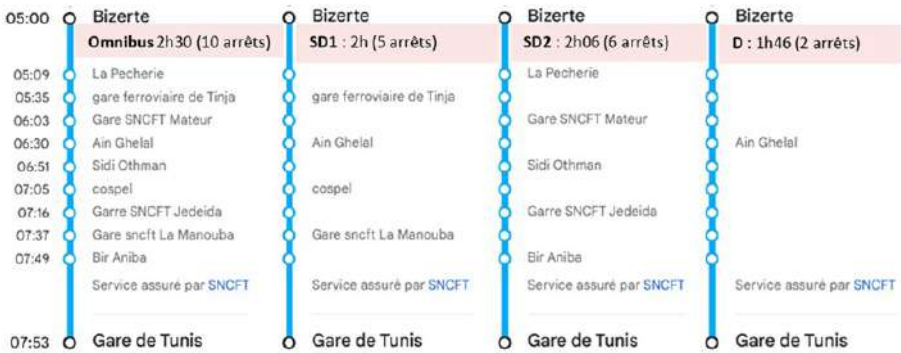 05:00 Bizerte Bizerte Bizerte Bizerte
Omnibus 2h30 (10 arrêts) SD1 : 2h (5 arrêts) SD2 : 2h06 (6 arrêts) D : 1h46 (2 arrêts)
05:09 La Pecherie La Pecherie
05:35 gare ferroviaire de Tinja gare ferroviaire de Tinja
06:03 Gare SNCFT Mateur Gare SNCFT Mateur
06:30 Ain Ghelal Ain Ghelal Ain Ghelal
06:51 Sidi Othman Sidi Othman
07:05 cospel cospel
07:16 Garre SNCFT Jedeida Garre SNCFT Jedeida
07:37 Gare sncft La Manouba Gare sncft La Manouba
07:49 Bir Aniba Bir Aniba
Service assuré par SNCFT Service assuré par SNCFT Service assuré par SNCFT Service assuré par SNCFT
07:53 Gare de Tunis Gare de Tunis Gare de Tunis Gare de Tunis